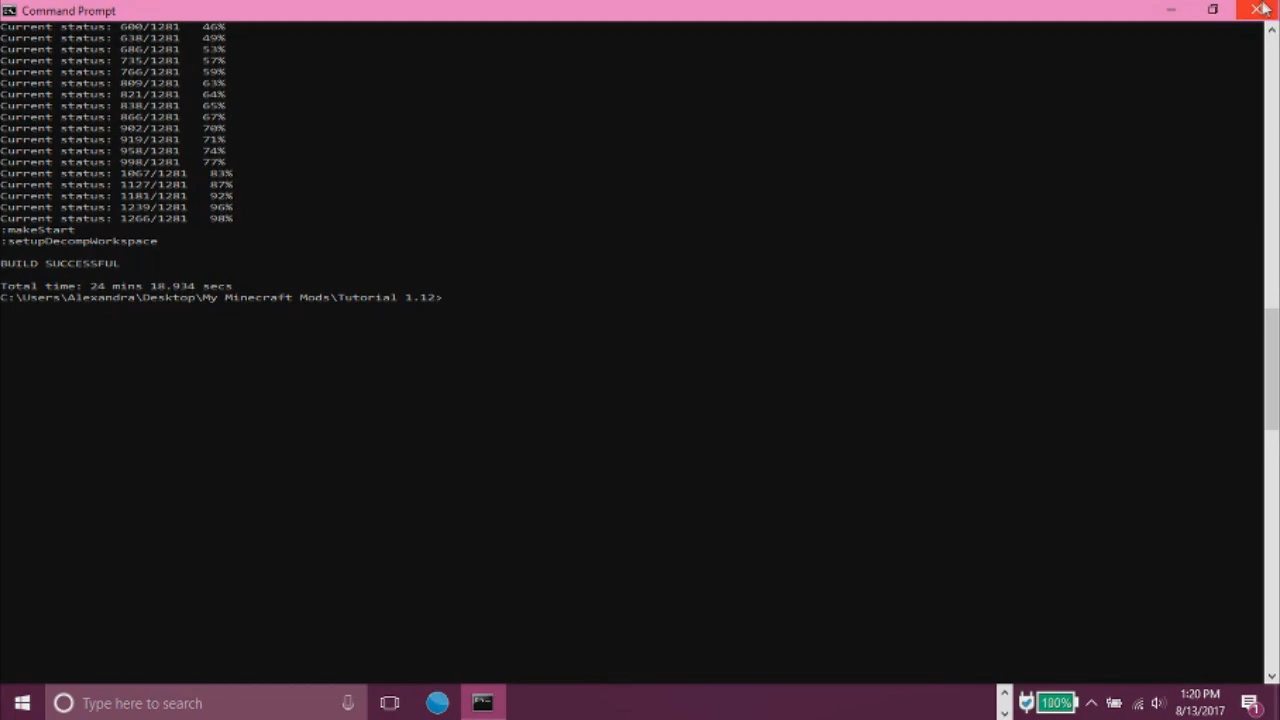 Command Prompt
Current status: 600/1281   46%
Current status: 638/1281   49%
Current status: 686/1281   53%
Current status: 735/1281   57%
Current status: 766/1281   59%
Current status: 809/1281   63%
Current status: 821/1281   64%
Current status: 838/1281   65%
Current status: 866/1281   67%
Current status: 902/1281   70%
Current status: 919/1281   71%
Current status: 958/1281   74%
Current status: 998/1281   77%
Current status: 1067/1281   83%
Current status: 1127/1281   87%
Current status: 1181/1281   92%
Current status: 1239/1281   96%
Current status: 1266/1281   98%
:makeStart
:setupDecompWorkspace
BUILD SUCCESSFUL
Total time: 24 mins 18.934 secs
C:\Users\Alexandra\Desktop\My Minecraft Mods\Tutorial 1.12>
Type here to search
100%
1:20 PM
8/13/2017
1